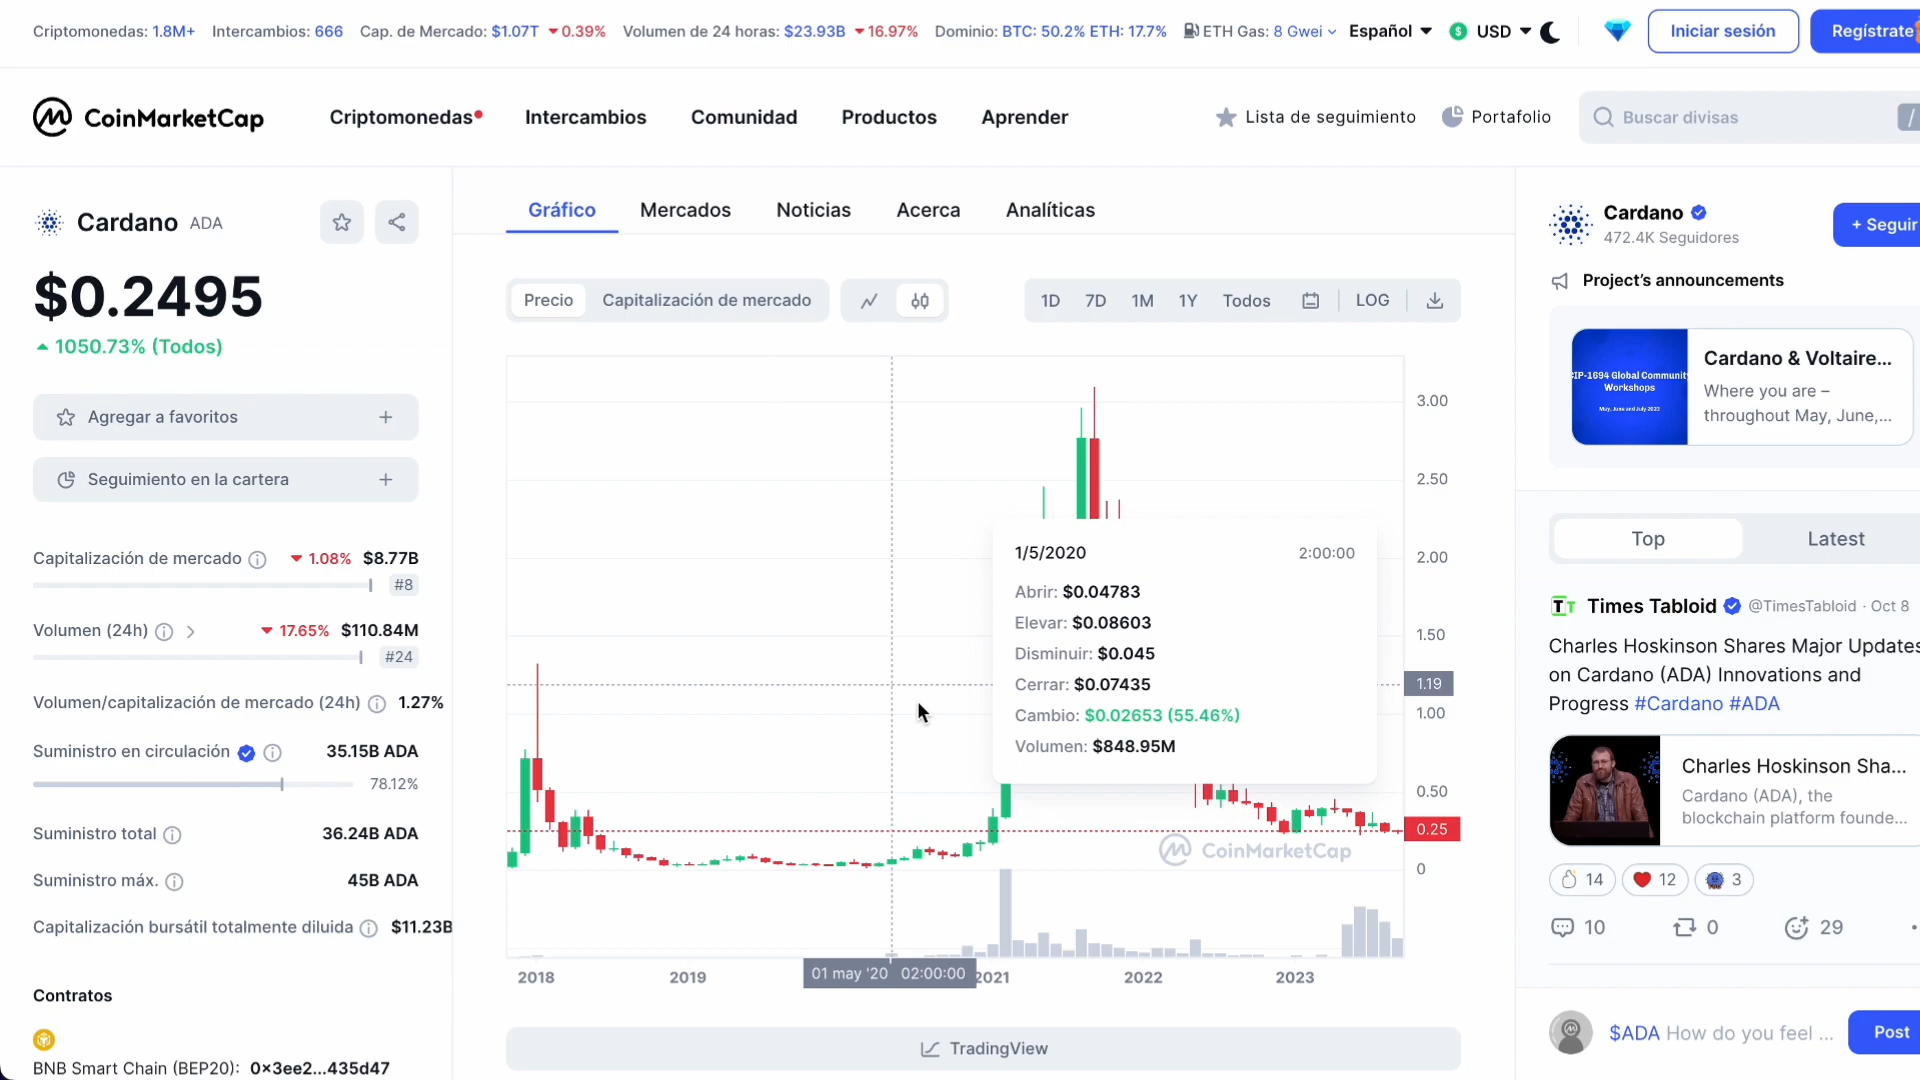 Criptomonedas: 1.8M+ Intercambios: 666 Cap. de Mercado: $1.07T 0.39% Volumen de 24 horas: $23.93B 16.97% Dominio: BTC: 50.2% ETH: 17.7% ETH Gas: 8 Gwei Español USD Iniciar sesión Regístrate
CoinMarketCap Criptomonedas Intercambios Comunidad Productos Aprender Lista de seguimiento Portafolio Buscar divisas /
Cardano ADA
$0.2495
1050.73% (Todos)
Agregar a favoritos
Seguimiento en la cartera
Capitalización de mercado 1.08% $8.77B
#8
Volumen (24h) 17.65% $110.84M
#24
Volumen/capitalización de mercado (24h) 1.27%
Suministro en circulación 35.15B ADA
78.12%
Suministro total 36.24B ADA
Suministro máx. 45B ADA
Capitalización bursátil totalmente diluida $11.23B
Contratos
BNB Smart Chain (BEP20): 0x3ee2...435d47
Gráfico Mercados Noticias Acerca Analíticas
Precio Capitalización de mercado 1D 7D 1M 1Y Todos LOG
3.00
2.50
2.00
1.50
1.19
1.00
0.50
0.25
0
1/5/2020 2:00:00
Abrir: $0.04783
Elevar: $0.08603
Disminuir: $0.045
Cerrar: $0.07435
Cambio: $0.02653 (55.46%)
Volumen: $848.95M
CoinMarketCap
2018 2019 01 may '20 02:00:00 2021 2022 2023
TradingView
Cardano
472.4K Seguidores
+ Seguir
Project's announcements
CIP-1694 Global Community
Workshops
May, June and July 2023
Cardano & Voltaire...
Where you are –
throughout May, June,...
Top Latest
Times Tabloid @TimesTabloid · Oct 8
Charles Hoskinson Shares Major Updates
on Cardano (ADA) Innovations and
Progress #Cardano #ADA
Charles Hoskinson Sha...
Cardano (ADA), the
blockchain platform founde...
14 12 3
10 0 29
$ADA How do you feel ... Post